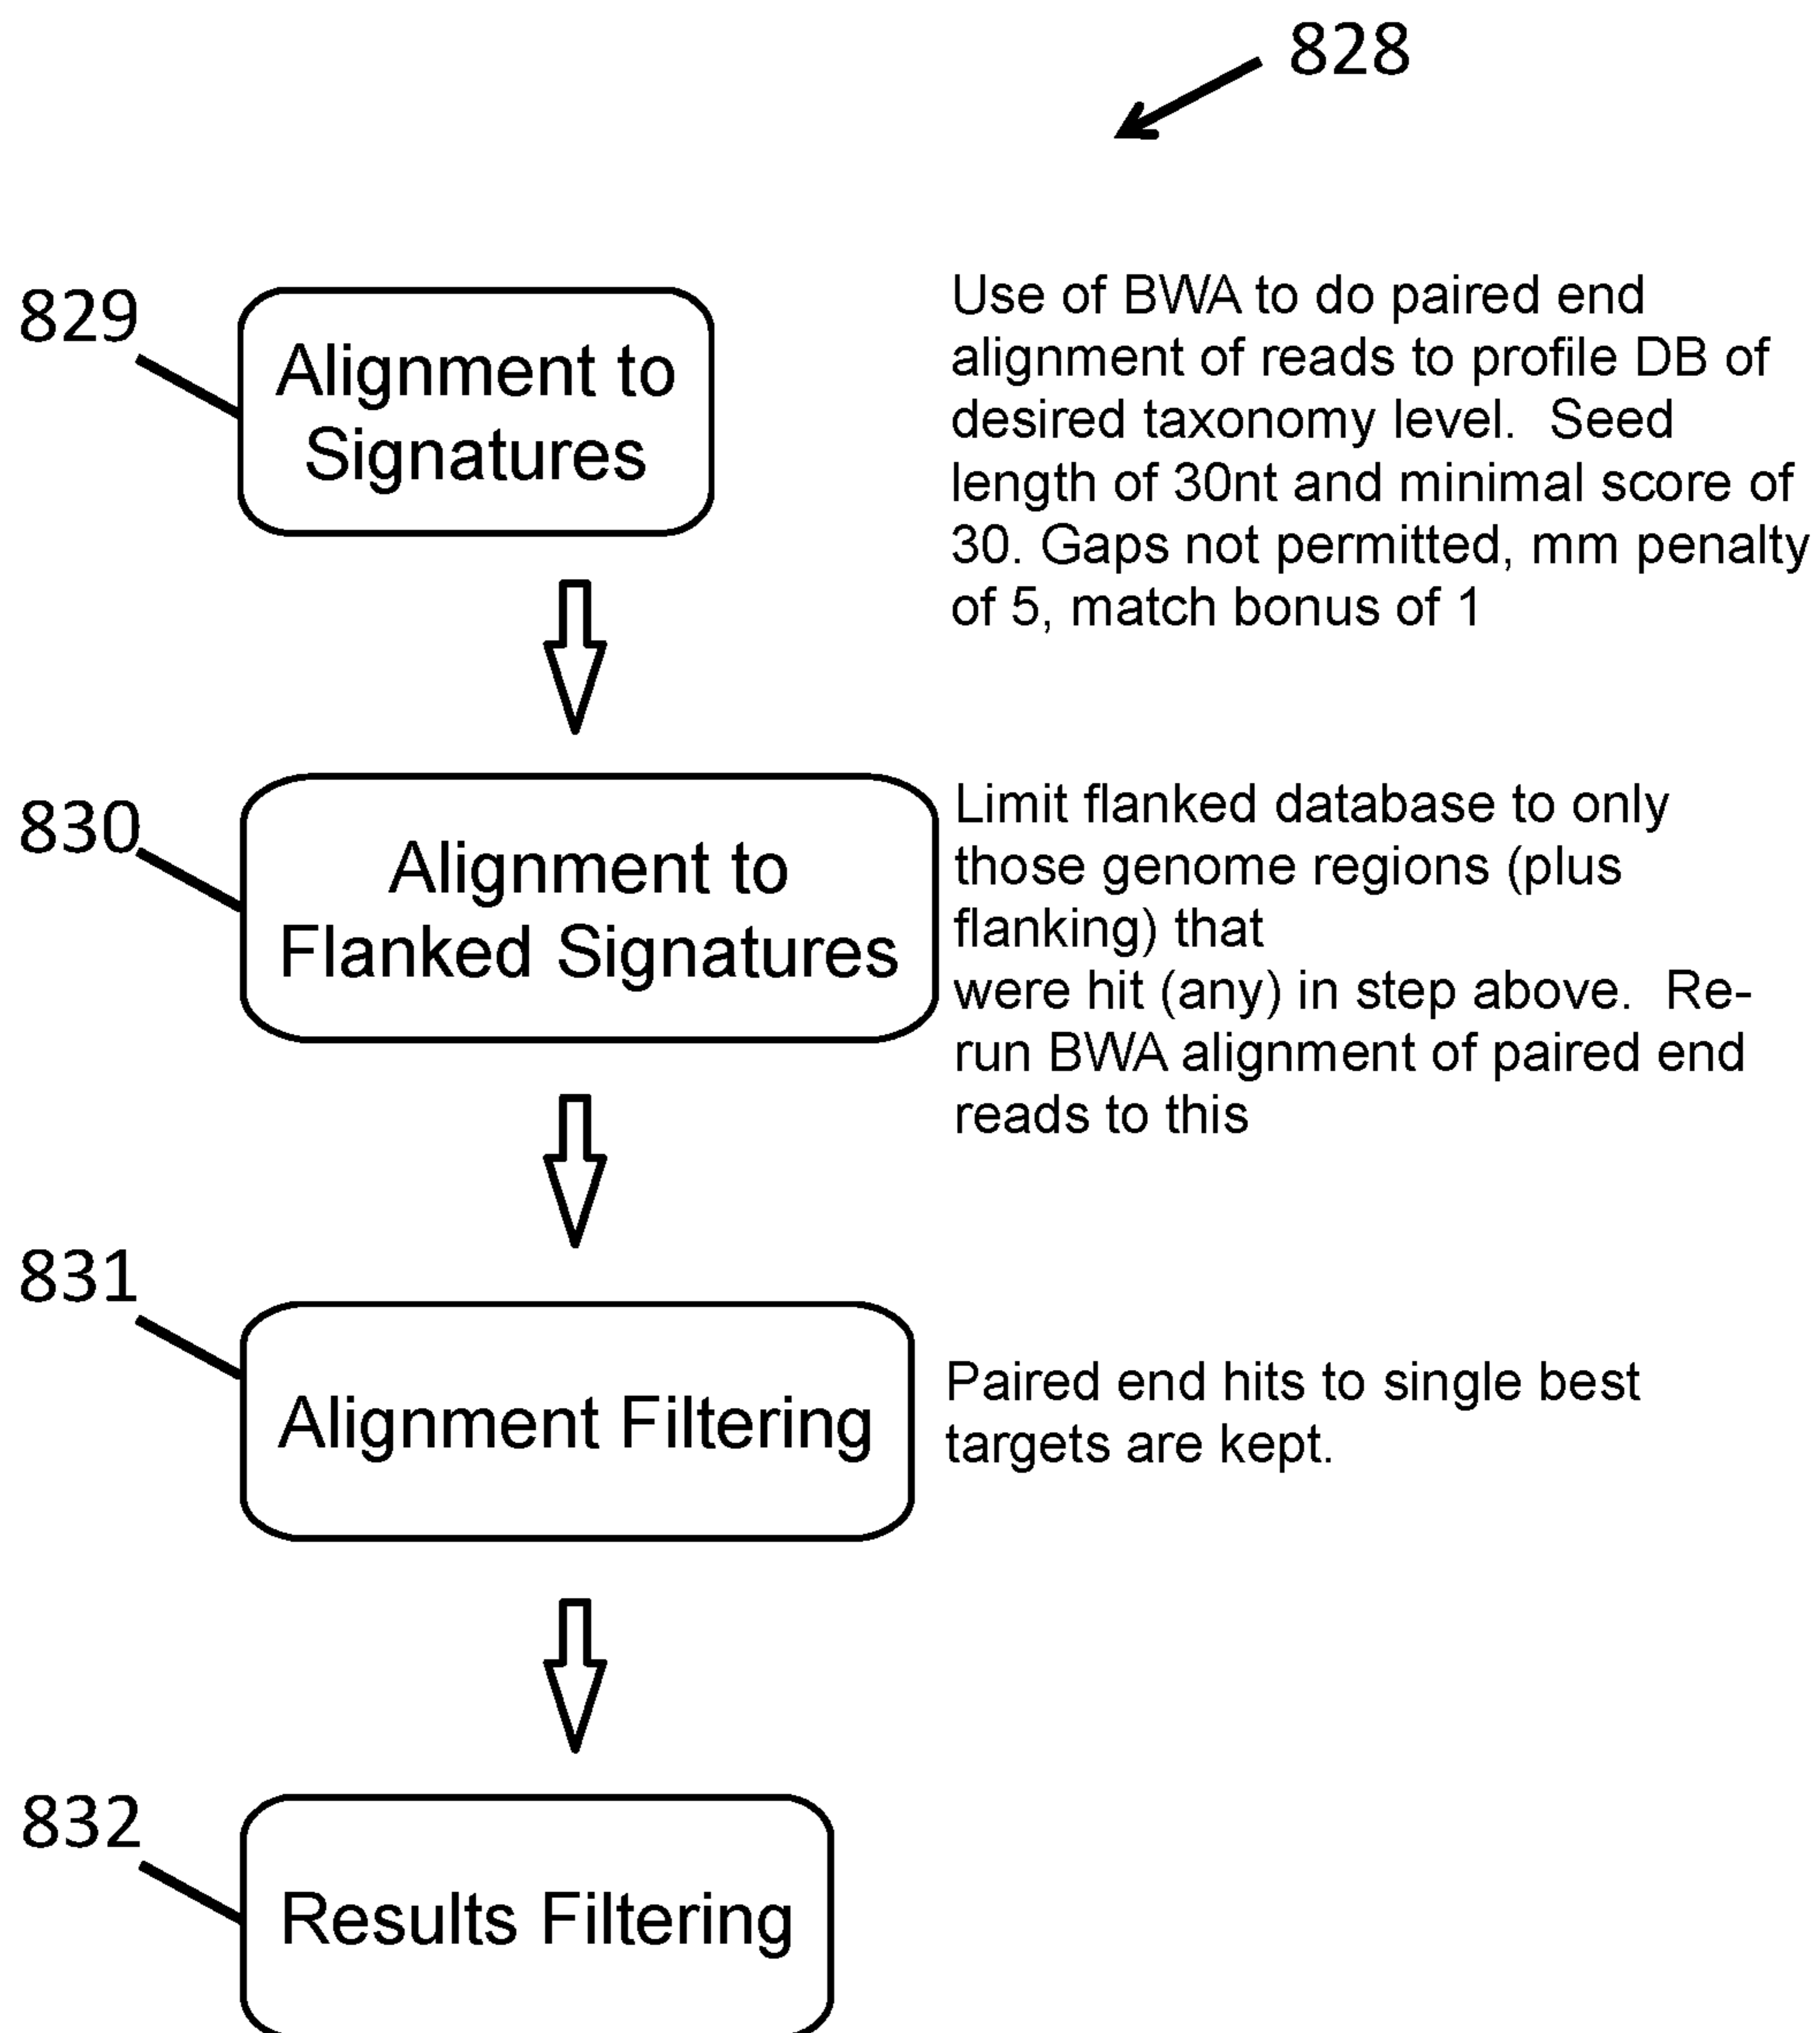 828
829
Alignment to
Signatures
Use of BWA to do paired end
alignment of reads to profile DB of
desired taxonomy level.  Seed
length of 30nt and minimal score of
30. Gaps not permitted, mm penalty
of 5, match bonus of 1
830
Alignment to
Flanked Signatures
Limit flanked database to only
those genome regions (plus
flanking) that
were hit (any) in step above.  Re-
run BWA alignment of paired end
reads to this
831
Alignment Filtering
Paired end hits to single best
targets are kept.
832
Results Filtering